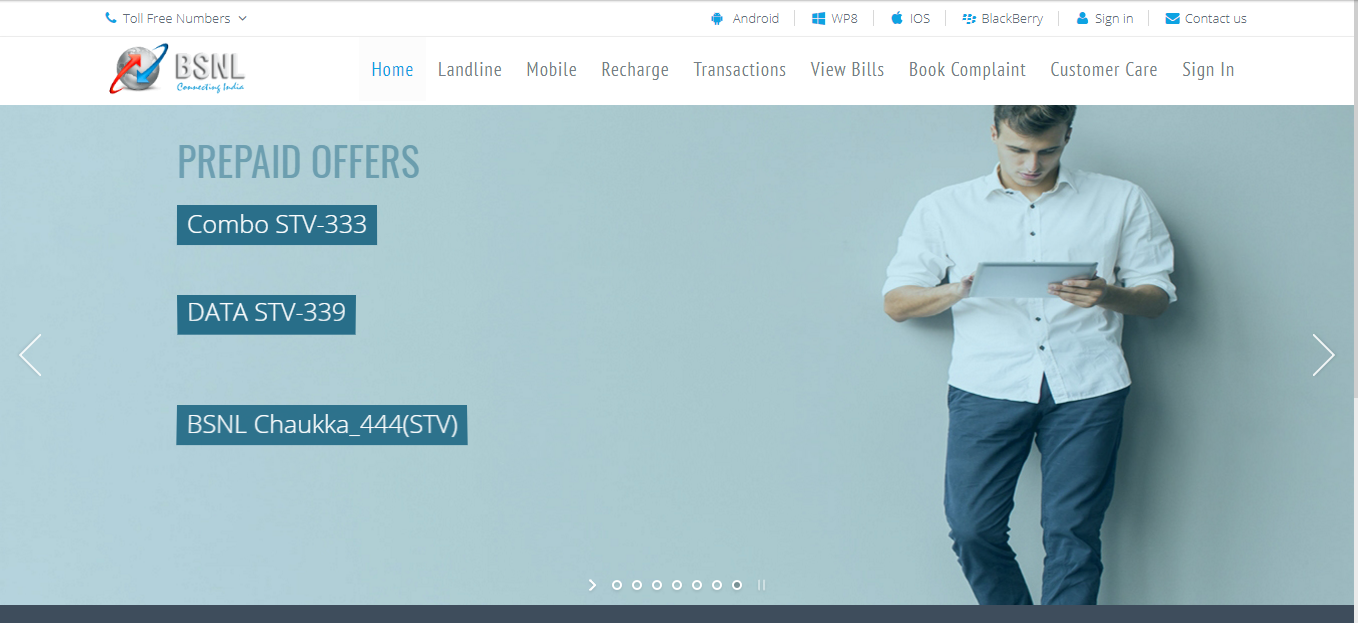 Toll Free Numbers
Android WP8 IOS BlackBerry Sign in Contact us
BSNL
Connecting India
Home Landline Mobile Recharge Transactions View Bills Book Complaint Customer Care Sign In
PREPAID OFFERS
Combo STV-333
DATA STV-339
BSNL Chaukka_444(STV)